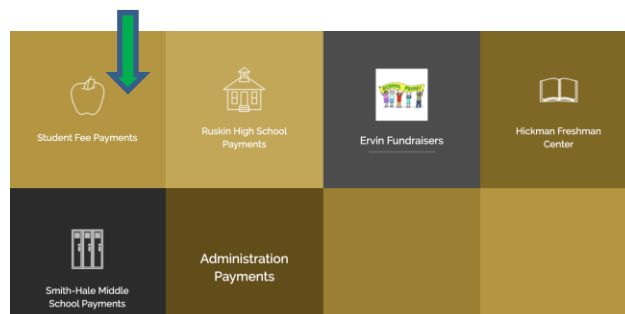 Student Fee Payments
Ruskin High School
Payments
Ervin Fundraisers
Hickman Freshman
Center
Smith-Hale Middle
School Payments
Administration
Payments